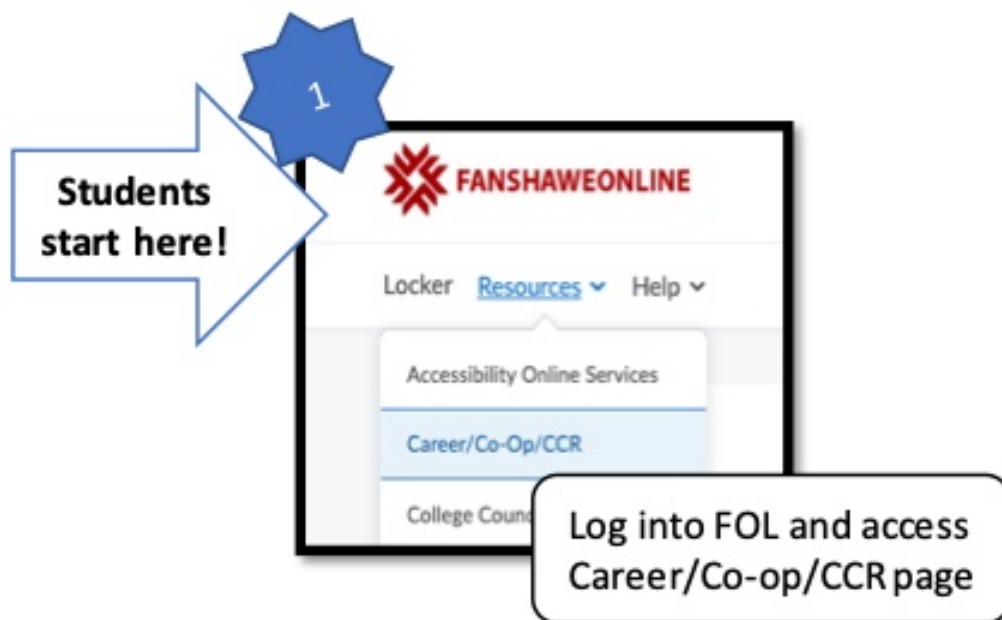 1
Students
start here!
FANSHAWEONLINE
Locker Resources Help
Accessibility Online Services
Career/Co-Op/CCR
College
Log into FOL and access
Career/Co-op/CCR page